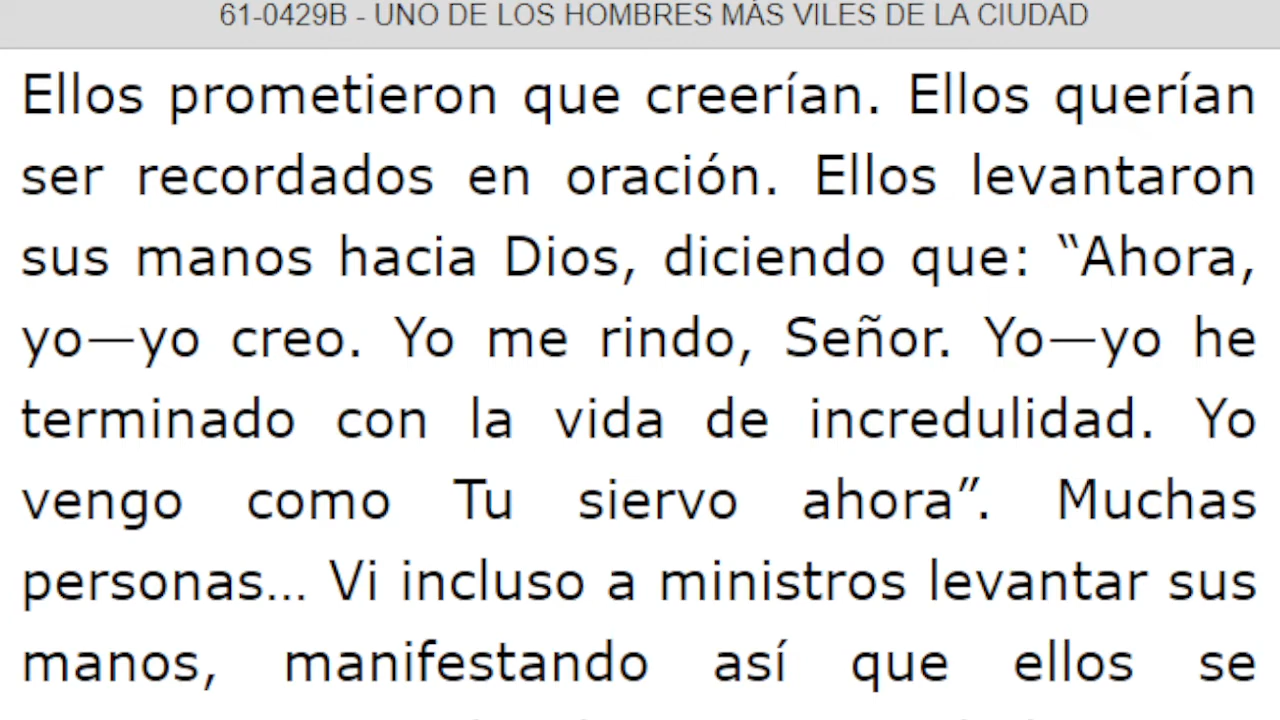 61-0429B - UNO DE LOS HOMBRES MÁS VILES DE LA CIUDAD
Ellos prometieron que creerían. Ellos querían
ser recordados en oración. Ellos levantaron
sus manos hacia Dios, diciendo que: “Ahora,
yo—yo creo. Yo me rindo, Señor. Yo—yo he
terminado con la vida de incredulidad. Yo
vengo como Tu siervo ahora”. Muchas
personas... Vi incluso a ministros levantar sus
manos, manifestando así que ellos se